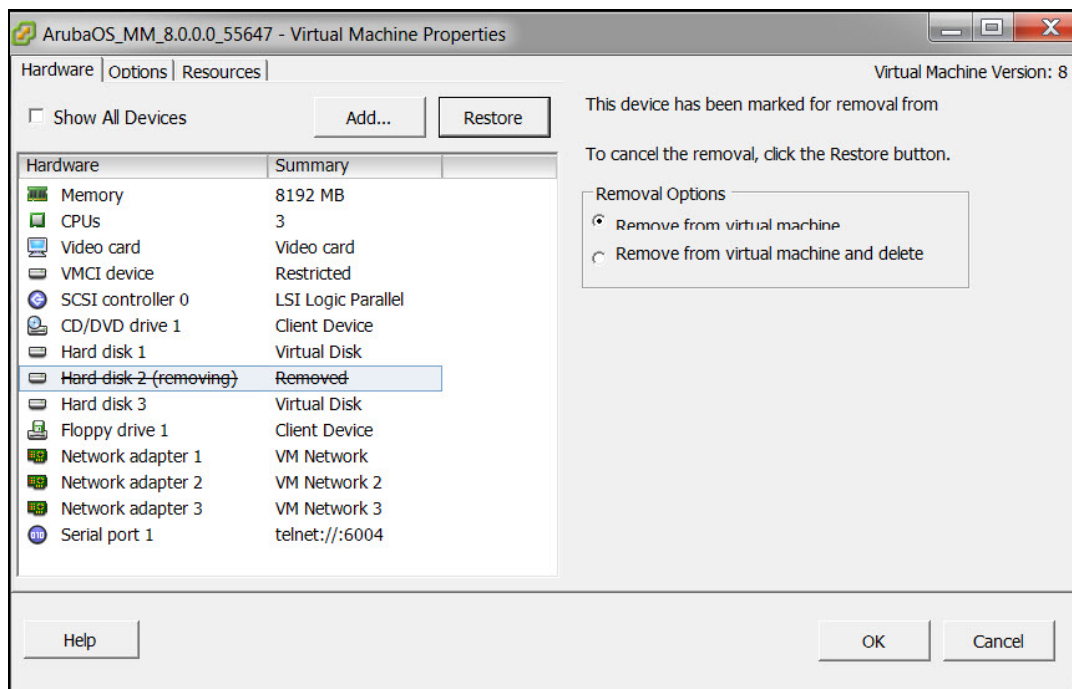 ArubaOS_MM_8.0.0.0_55647 - Virtual Machine Properties
Hardware Options Resources
Virtual Machine Version: 8
Show All Devices
Add...
Restore
Hardware Summary
Memory 8192 MB
CPUs 3
Video card Video card
VMCI device Restricted
SCSI controller 0 LSI Logic Parallel
CD/DVD drive 1 Client Device
Hard disk 1 Virtual Disk
Hard disk 2 (removing) Removed
Hard disk 3 Virtual Disk
Floppy drive 1 Client Device
Network adapter 1 VM Network
Network adapter 2 VM Network 2
Network adapter 3 VM Network 3
Serial port 1 telnet://:6004
This device has been marked for removal from
To cancel the removal, click the Restore button.
Removal Options
Remove from virtual machine
Remove from virtual machine and delete
Help
OK
Cancel